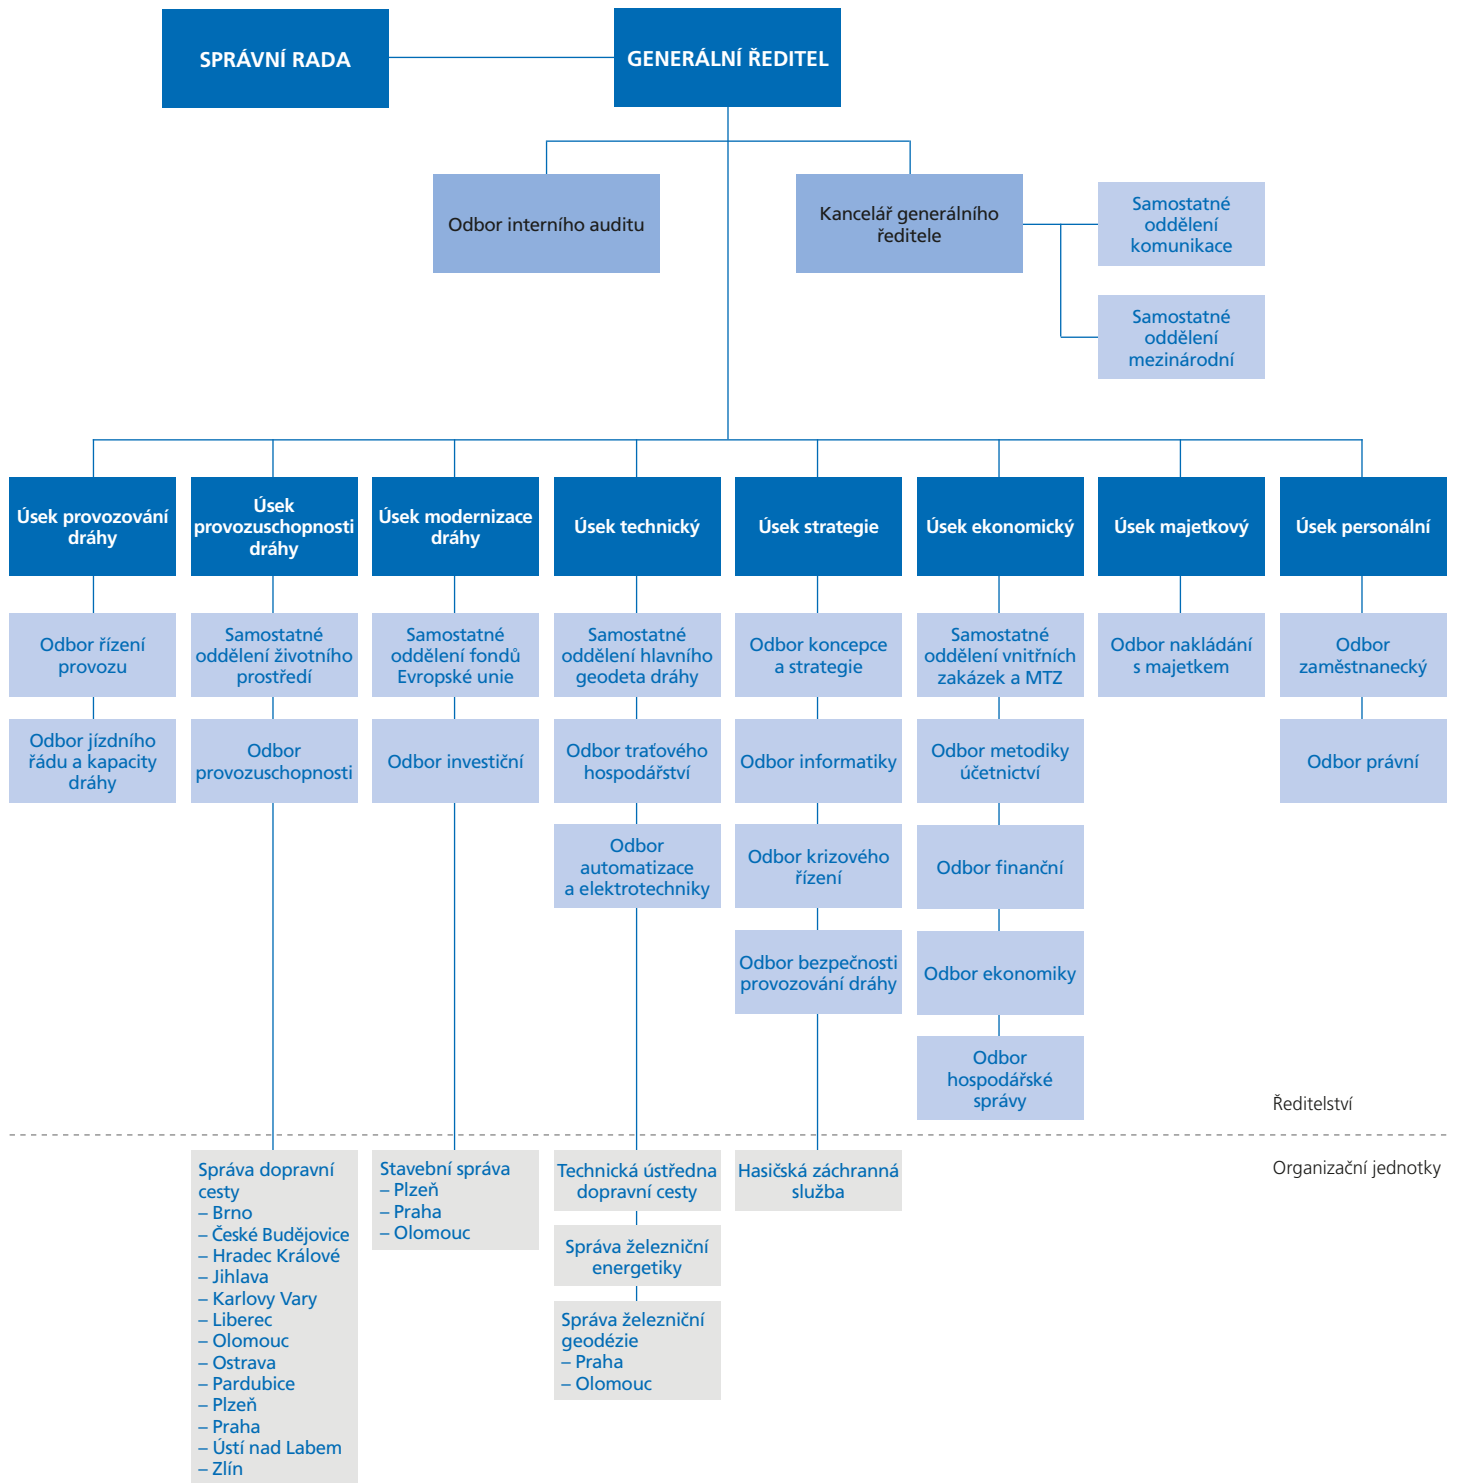 SPRÁVNÍ RADA
GENERÁLNÍ ŘEDITEL
Odbor interního auditu
Kancelář generálního
ředitele
Samostatné
oddělení
komunikace
Samostatné
oddělení
mezinárodní
Úsek provozování
dráhy
Úsek
provozuschopnosti
dráhy
Úsek modernizace
dráhy
Úsek technický
Úsek strategie
Úsek ekonomický
Úsek majetkový
Úsek personální
Odbor řízení
provozu
Samostatné
oddělení životního
prostředí
Samostatné
oddělení fondů
Evropské unie
Samostatné
oddělení hlavního
geodeta dráhy
Odbor koncepce
a strategie
Samostatné
oddělení vnitřních
zakázek a MTZ
Odbor nakládání
s majetkem
Odbor
zaměstnanecký
Odbor jízdního
řádu a kapacity
dráhy
Odbor
provozuschopnosti
Odbor investiční
Odbor traťového
hospodářství
Odbor informatiky
Odbor metodiky
účetnictví
Odbor právní
Odbor
automatizace
a elektrotechniky
Odbor krizového
řízení
Odbor finanční
Odbor bezpečnosti
provozování dráhy
Odbor ekonomiky
Odbor
hospodářské
správy
Ředitelství
Organizační jednotky
Správa dopravní
cesty
– Brno
– České Budějovice
– Hradec Králové
– Jihlava
– Karlovy Vary
– Liberec
– Olomouc
– Ostrava
– Pardubice
– Plzeň
– Praha
– Ústí nad Labem
– Zlín
Stavební správa
– Plzeň
– Praha
– Olomouc
Technická ústředna
dopravní cesty
Správa železniční
energetiky
Správa železniční
geodézie
– Praha
– Olomouc
Hasičská záchranná
služba